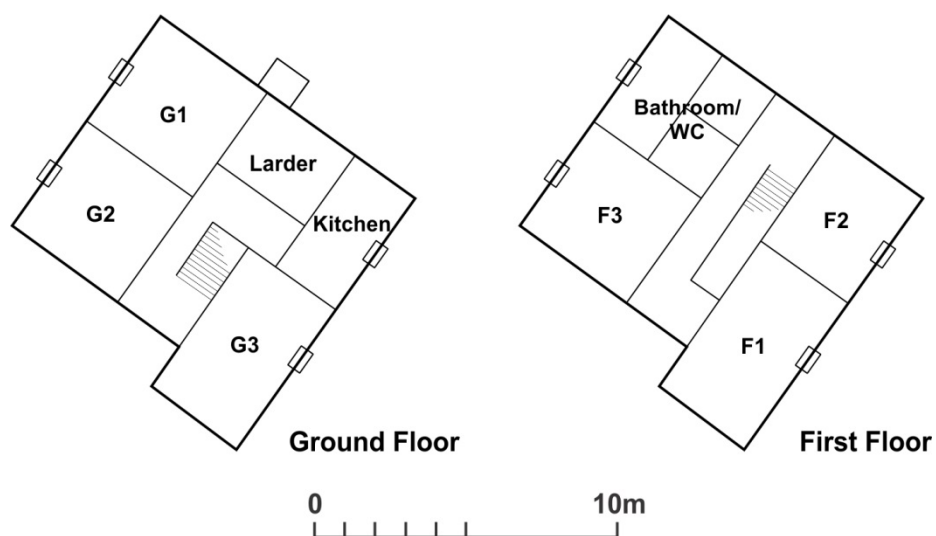 G1
Larder
G2
Kitchen
G3
Ground Floor
Bathroom/
WC
F3
F2
F1
First Floor
0
10m